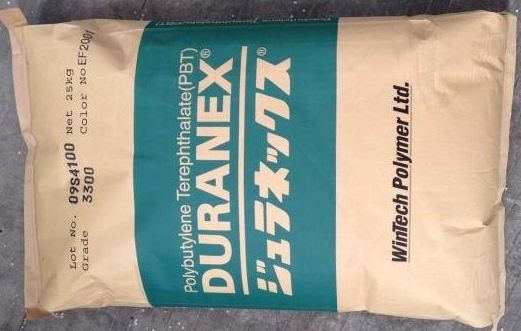 Lot No. 09S4100 Net 25kg
Grade 3300 Color No EF2001
Polybutylene Terephthalate(PBT)
DURANEX®
ジュラネックス®
WinTech Polymer Ltd.